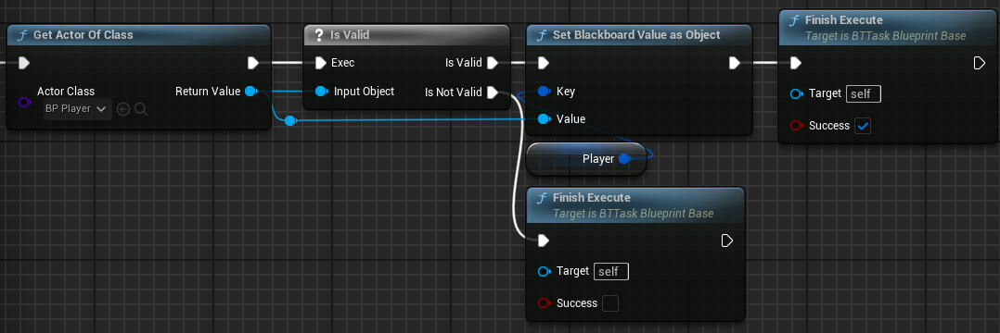 Get Actor Of Class
Actor Class
BP Player
Return Value
? Is Valid
Exec
Is Valid
Input Object
Is Not Valid
f Set Blackboard Value as Object
Key
Value
Player
f Finish Execute
Target is BTTask Blueprint Base
Target self
Success
f Finish Execute
Target is BTTask Blueprint Base
Target self
Success